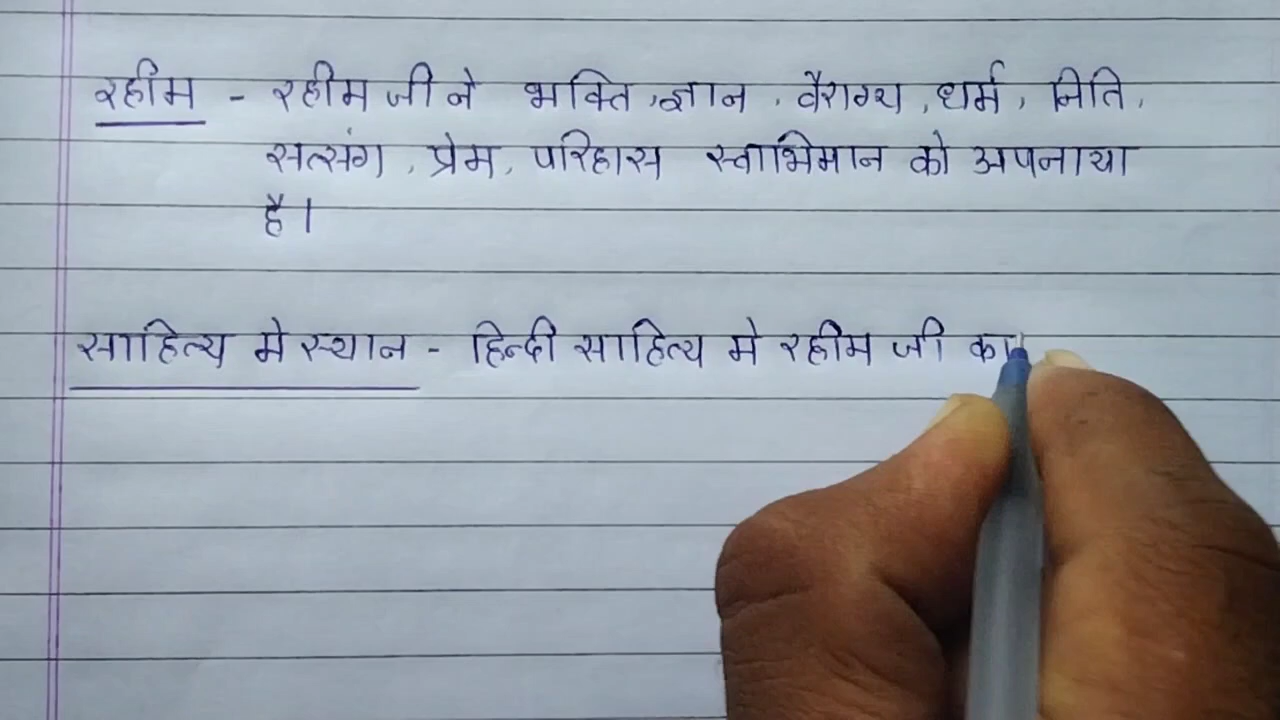 रहीम - रहीम जी ने भक्ति, ज्ञान, वैराग्य, धर्म, निति,
सत्संग, प्रेम, परिहास स्वाभिमान को अपनाया
है।
साहित्य मे स्थान - हिन्दी साहित्य मे रहीम जी का